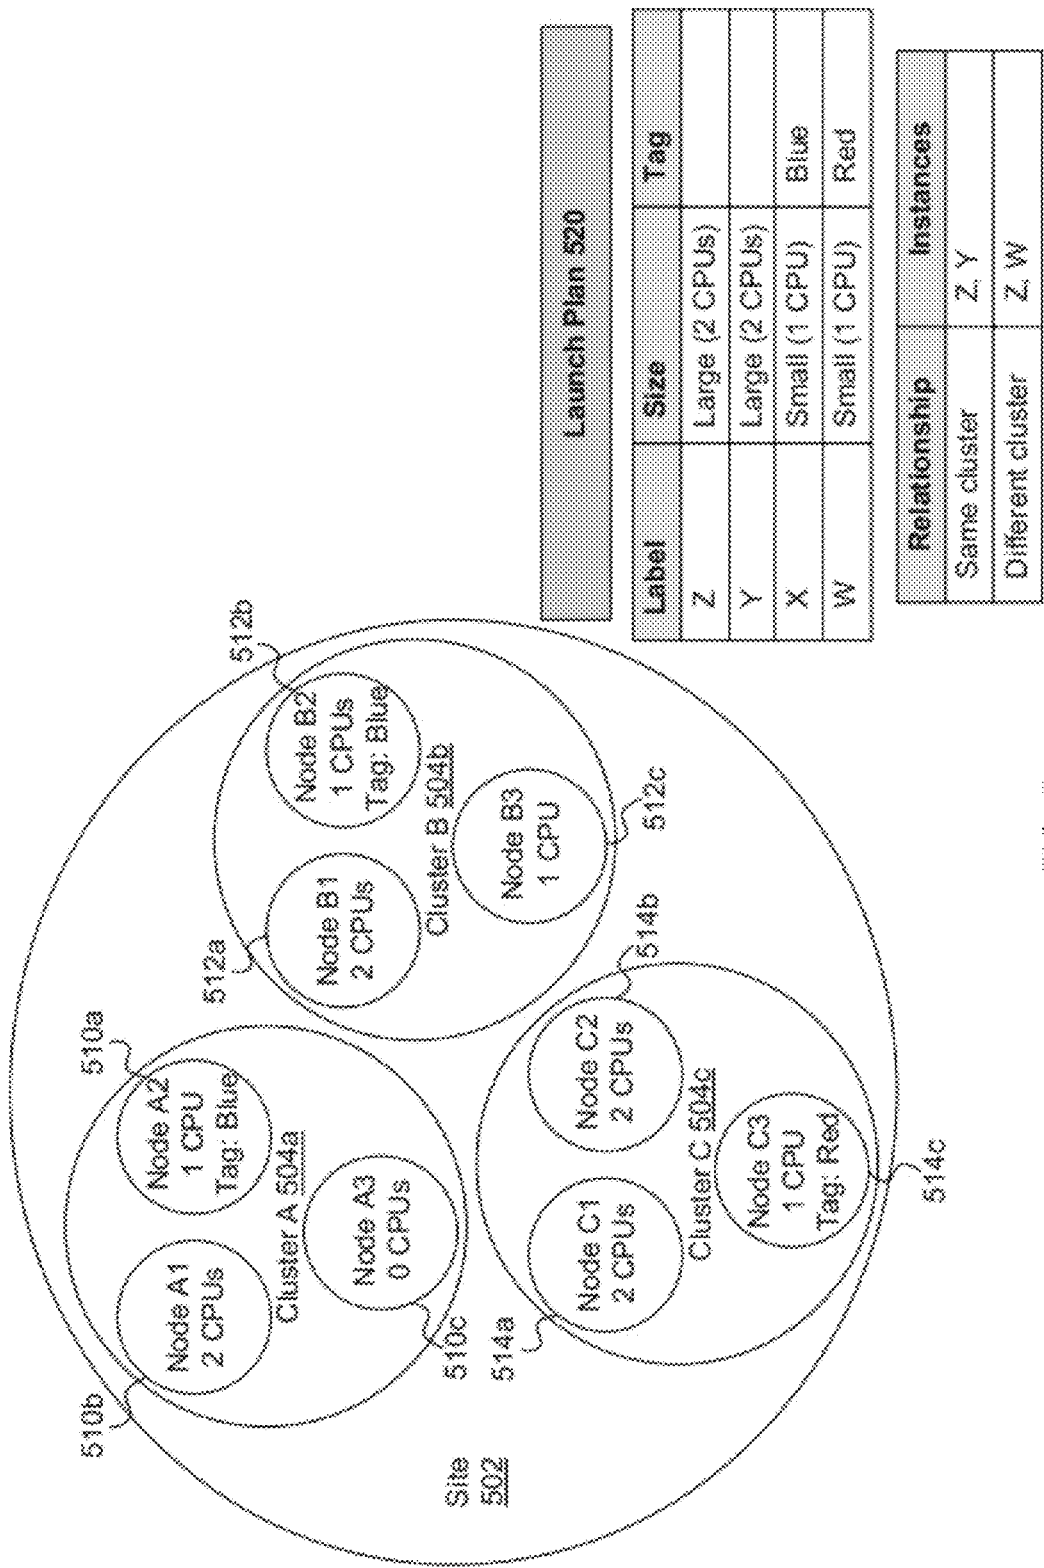 Site
502
510b
Node A1
2 CPUs
510a
Node A2
1 CPU
Tag: Blue
Cluster A 504a
Node A3
0 CPUs
510c
512a
Node B1
2 CPUs
512b
Node B2
1 CPUs
Tag: Blue
Cluster B 504b
Node B3
1 CPU
512c
514a
Node C1
2 CPUs
514b
Node C2
2 CPUs
Cluster C 504c
Node C3
1 CPU
Tag: Red
514c
Launch Plan 520
Label Size Tag
Z Large (2 CPUs)
Y Large (2 CPUs)
X Small (1 CPU) Blue
W Small (1 CPU) Red
Relationship Instances
Same cluster Z, Y
Different cluster Z, W